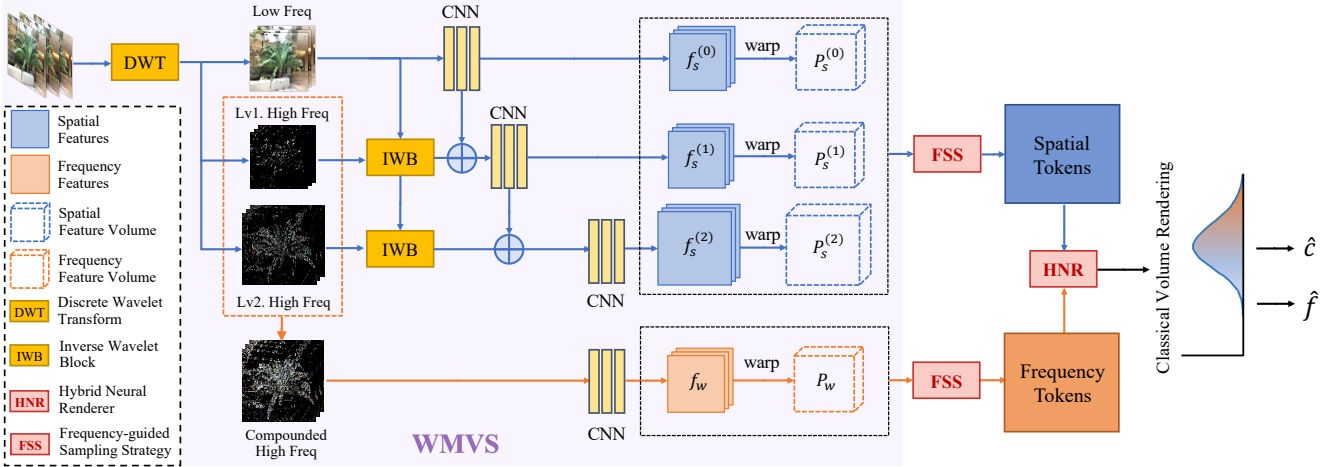 Low Freq
CNN
DWT
f_s^{(0)}
warp
P_s^{(0)}
Lv1. High Freq
CNN
IWB
f_s^{(1)}
warp
P_s^{(1)}
FSS
Spatial
Tokens
IWB
f_s^{(2)}
warp
P_s^{(2)}
Lv2. High Freq
CNN
HNR
Classical Volume Rendering
ĉ
f̂
f_w
warp
P_w
FSS
Frequency
Tokens
CNN
Compounded
High Freq
WMVS
Spatial
Features
Frequency
Features
Spatial
Feature Volume
Frequency
Feature Volume
DWT
Discrete Wavelet
Transform
IWB
Inverse Wavelet
Block
HNR
Hybrid Neural
Renderer
FSS
Frequency-guided
Sampling Strategy